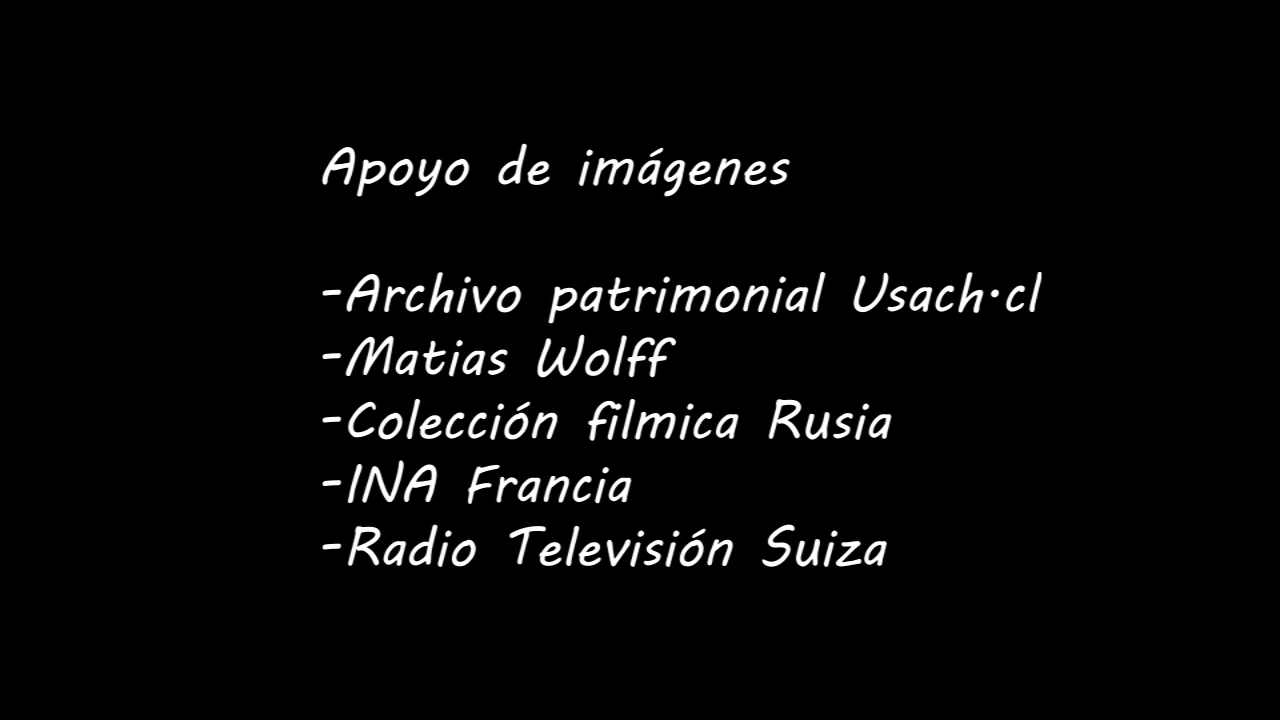 Apoyo de imágenes
-Archivo patrimonial Usach.cl
-Matias Wolff
-Colección filmica Rusia
-INA Francia
-Radio Televisión Suiza